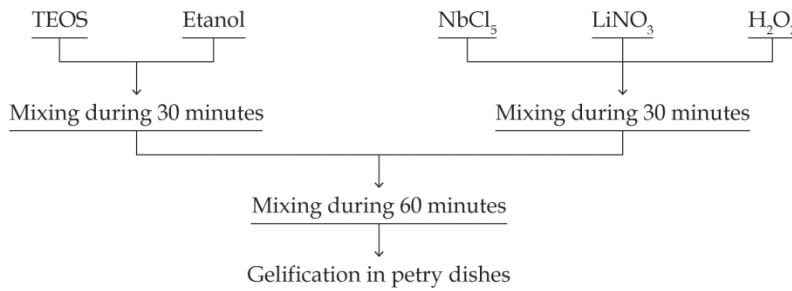 TEOS Etanol NbCl₅ LiNO₃ H₂O₂
Mixing during 30 minutes Mixing during 30 minutes
Mixing during 60 minutes
Gelification in petry dishes